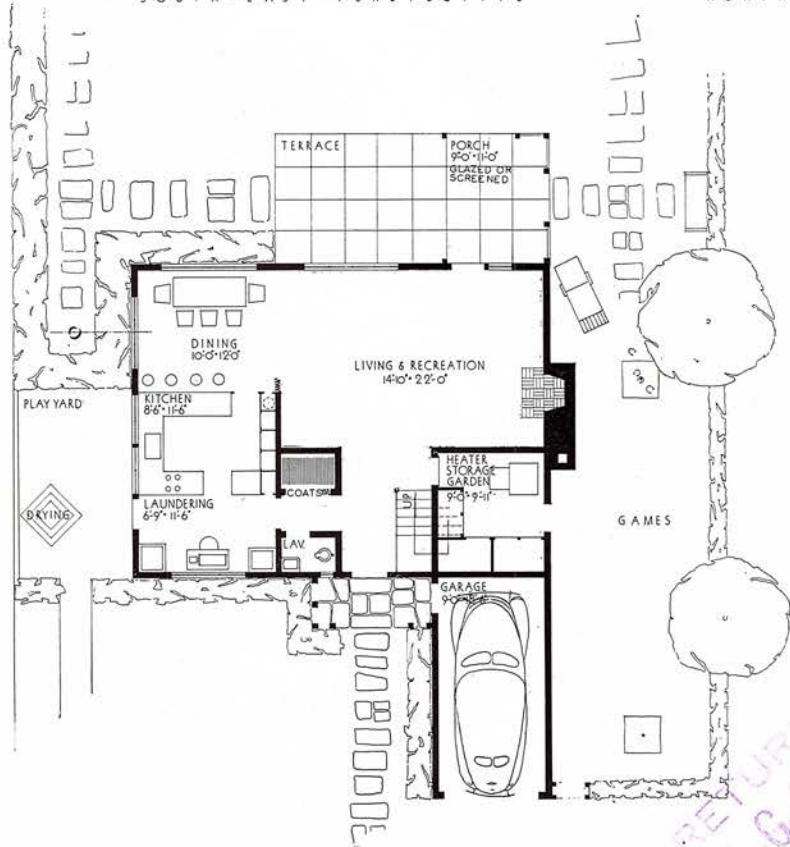 TERRACE
PORCH
9'-0"•11'-0"
GLAZED OR
SCREENED
DINING
10'-0"•12'-0"
LIVING & RECREATION
14'-10"•22'-0"
PLAY YARD
KITCHEN
8'-6"•11'-6"
HEATER
STORAGE
GARDEN
9'-0"•9'-11"
COATS
UP
DRYING
LAUNDERING
6'-9"•11'-6"
GAMES
LAV.
GARAGE
RETUR